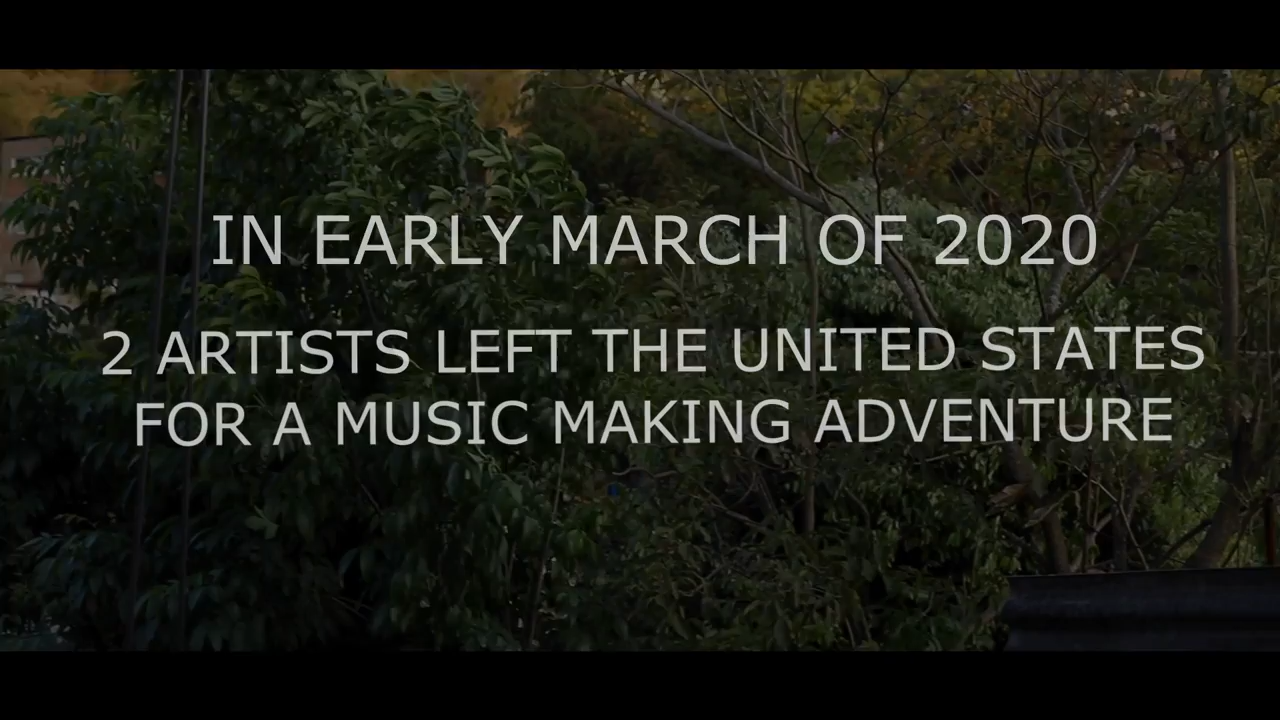 IN EARLY MARCH OF 2020
2 ARTISTS LEFT THE UNITED STATES
FOR A MUSIC MAKING ADVENTURE